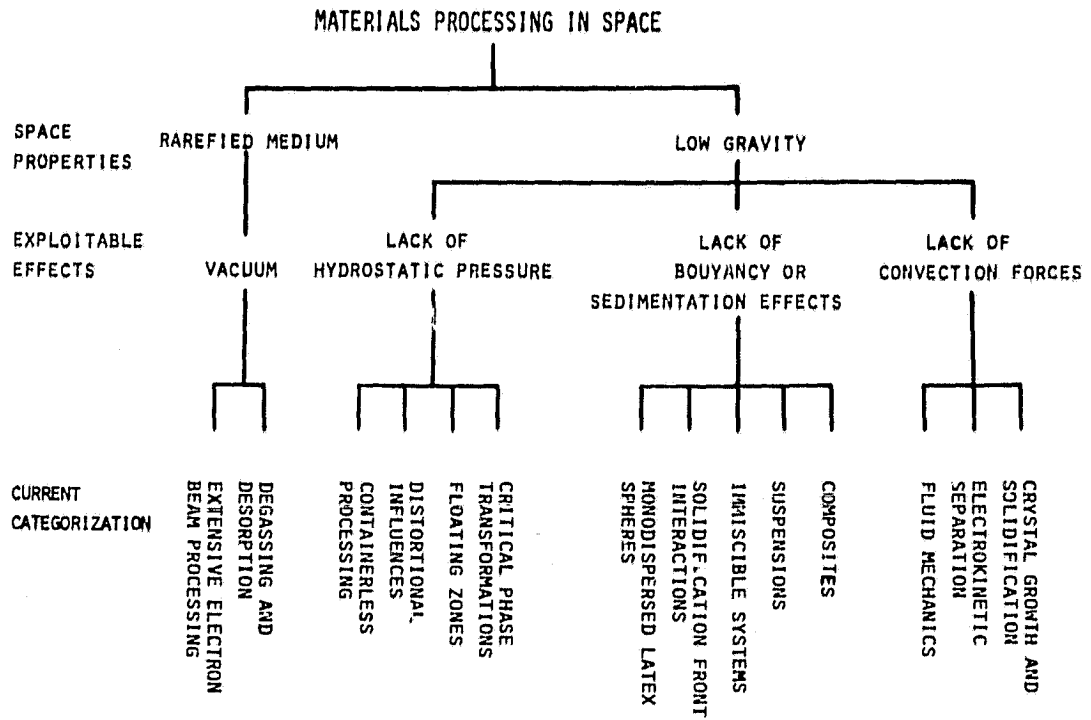 MATERIALS PROCESSING IN SPACE
SPACE
PROPERTIES
RAREFIED MEDIUM
LOW GRAVITY
EXPLOITABLE
EFFECTS
VACUUM
LACK OF
HYDROSTATIC PRESSURE
LACK OF
BOUYANCY OR
SEDIMENTATION EFFECTS
LACK OF
CONVECTION FORCES
CURRENT
CATEGORIZATION
EXTENSIVE ELECTRON
BEAM PROCESSING
DEGASSING AND
DESORPTION
CONTAINERLESS
PROCESSING
DISTORTIONAL
INFLUENCES
FLOATING ZONES
CRITICAL PHASE
TRANSFORMATIONS
MONODISPERSED LATEX
SPHERES
SOLIDIFICATION FRONT
INTERACTIONS
IMMISCIBLE SYSTEMS
SUSPENSIONS
COMPOSITES
FLUID MECHANICS
ELECTROKINETIC
SEPARATION
CRYSTAL GROWTH AND
SOLIDIFICATION